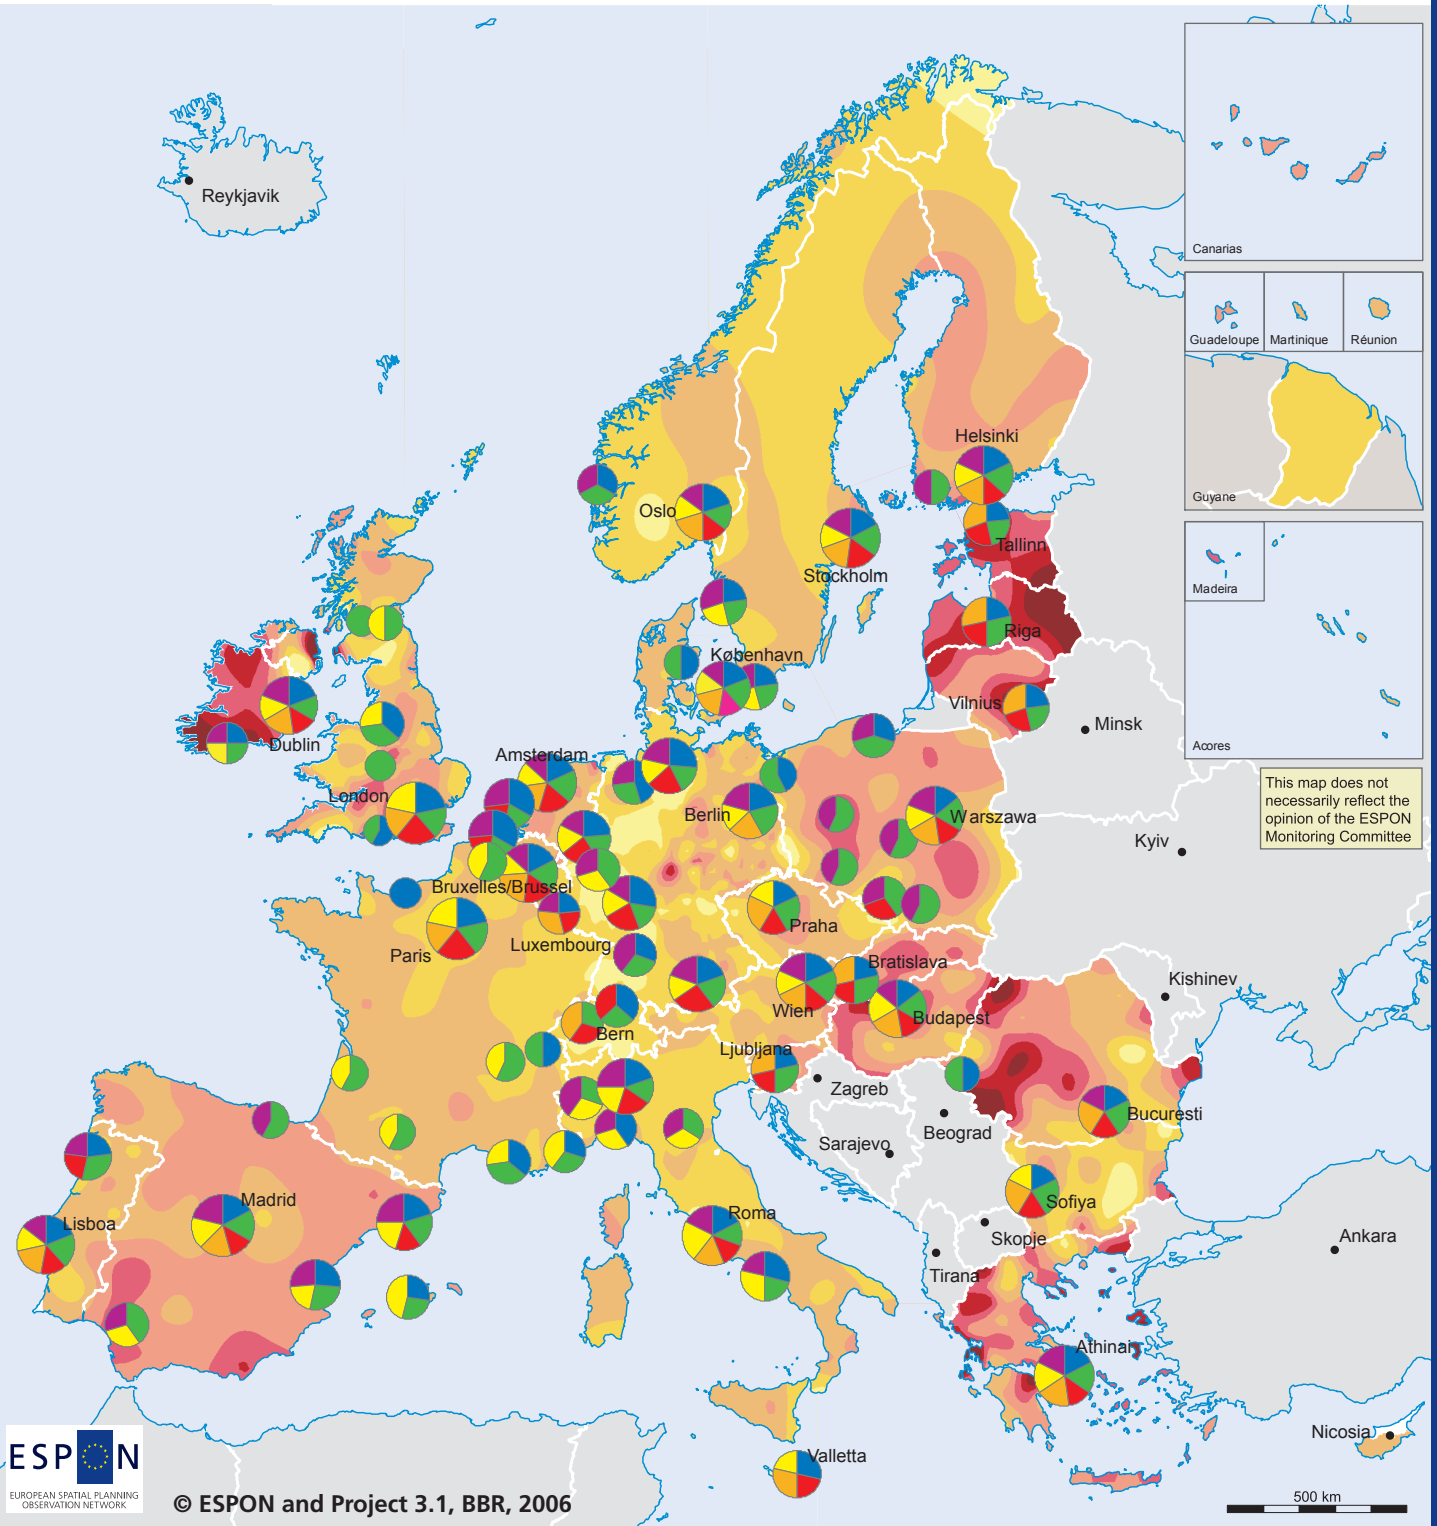 Canarias
Reykjavik
Guadeloupe
Martinique
Réunion
Guyane
Helsinki
Oslo
Tallinn
Stockholm
Madeira
Riga
København
Vilnius
Minsk
Dublin
Acores
Amsterdam
This map does not
necessarily reflect the
opinion of the ESPON
Monitoring Committee
London
Berlin
Warszawa
Kyiv
Bruxelles/Brussel
Praha
Luxembourg
Paris
Bratislava
Kishinev
Wien
Budapest
Bern
Ljubljana
Zagreb
Bucuresti
Beograd
Sarajevo
Madrid
Sofiya
Lisboa
Roma
Skopje
Ankara
Tirana
Athinai
Nicosia
Valletta
ESPON
EUROPEAN SPATIAL PLANNING
OBSERVATION NETWORK
© ESPON and Project 3.1, BBR, 2006
500 km